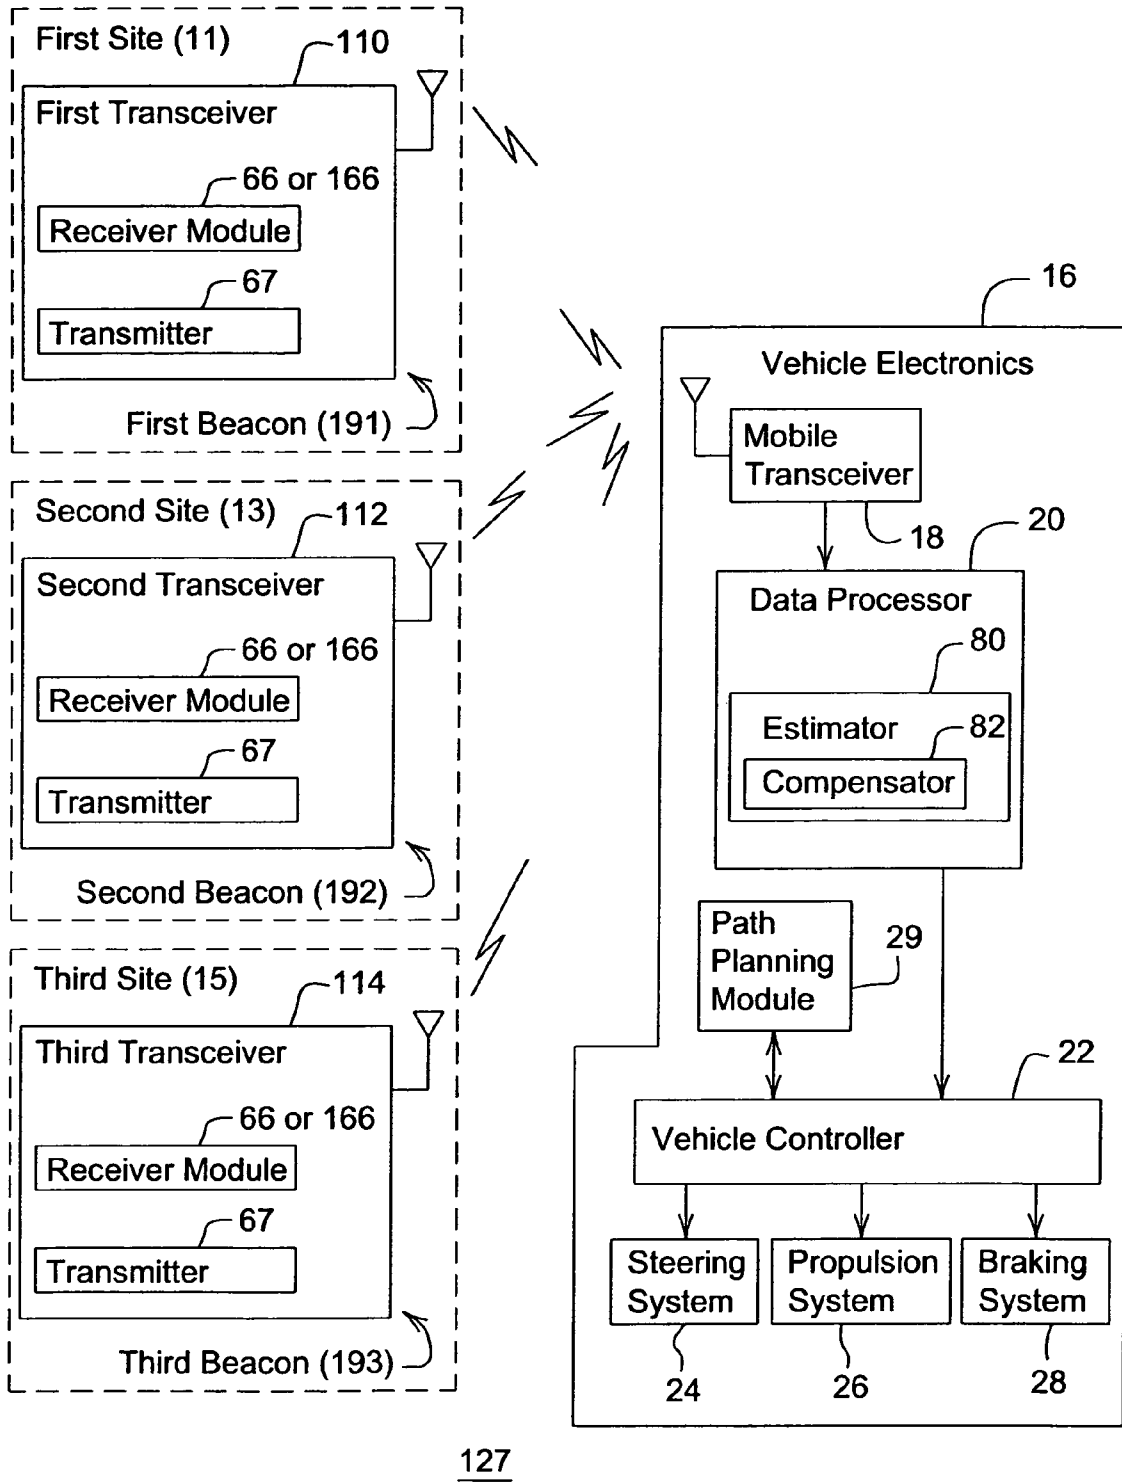 First Site (11)
110
First Transceiver
66 or 166
Receiver Module
67
Transmitter
First Beacon (191)
Second Site (13)
112
Second Transceiver
66 or 166
Receiver Module
67
Transmitter
Second Beacon (192)
Third Site (15)
114
Third Transceiver
66 or 166
Receiver Module
67
Transmitter
Third Beacon (193)
16
Vehicle Electronics
Mobile
Transceiver
18
20
Data Processor
80
Estimator
82
Compensator
Path
Planning
Module
29
22
Vehicle Controller
Steering
System
Propulsion
System
Braking
System
24
26
28
127